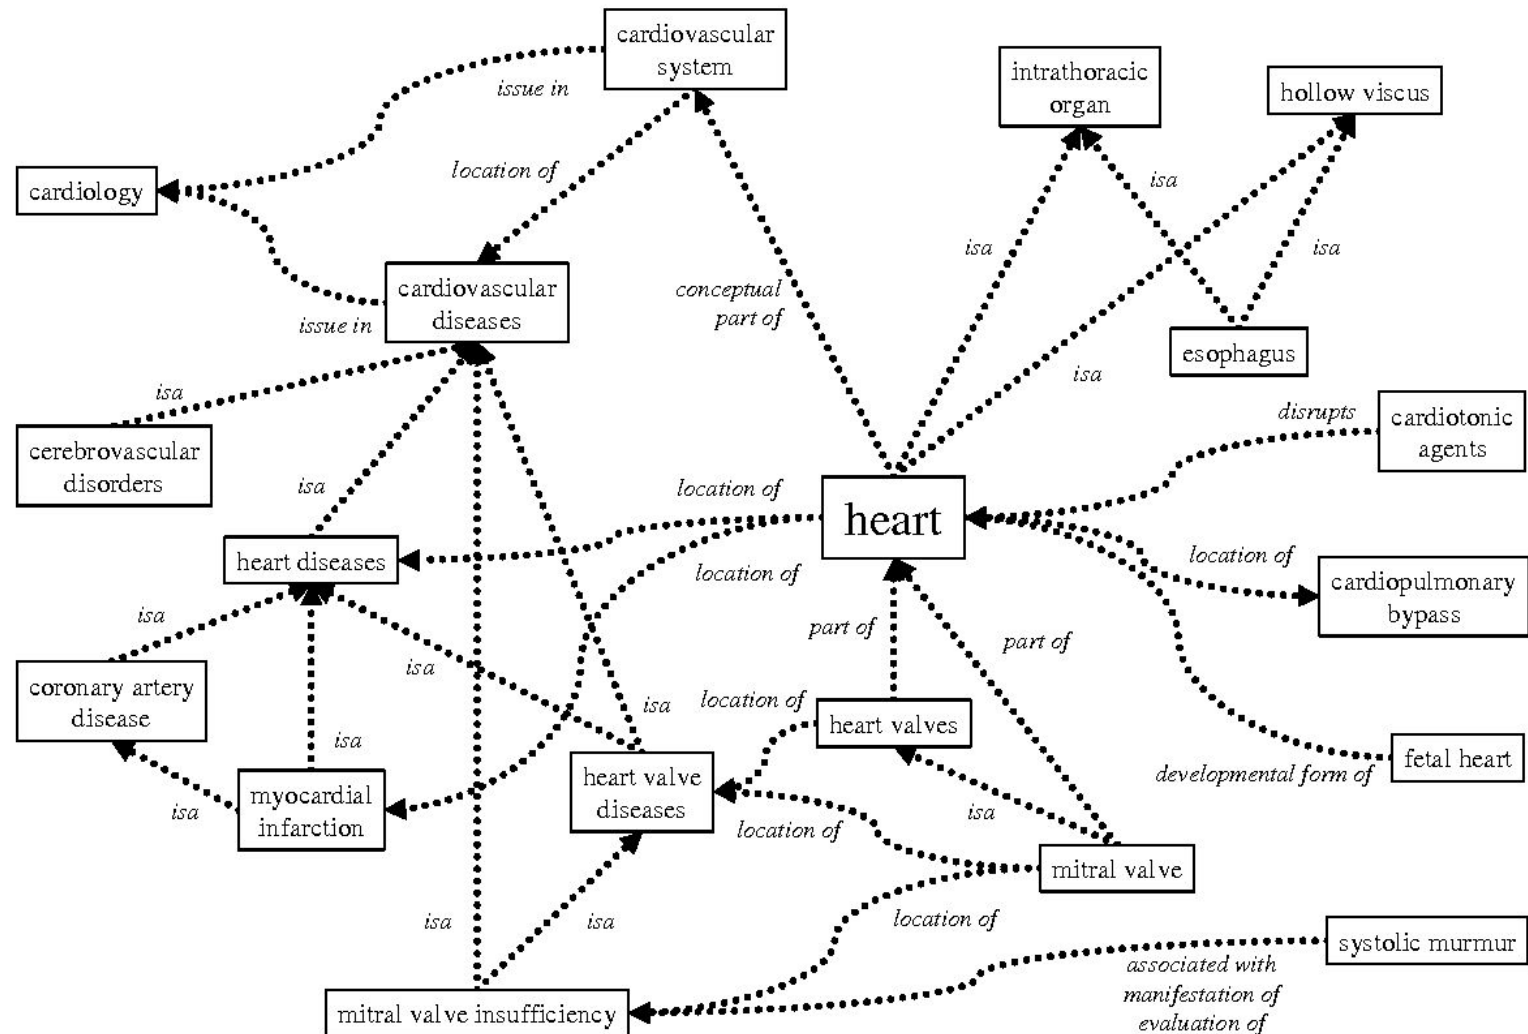 cardiovascular
system
intrathoracic
organ
hollow viscus
issue in
location of
cardiology
isa
isa
isa
cardiovascular
diseases
conceptual
part of
issue in
esophagus
isa
isa
disrupts
cardiotonic
agents
cerebrovascular
disorders
isa
location of
heart
heart diseases
location of
location of
cardiopulmonary
bypass
isa
part of
part of
isa
coronary artery
disease
isa
location of
heart valves
isa
fetal heart
developmental form of
myocardial
infarction
isa
heart valve
diseases
isa
location of
mitral valve
isa
isa
location of
systolic murmur
associated with
manifestation of
evaluation of
mitral valve insufficiency